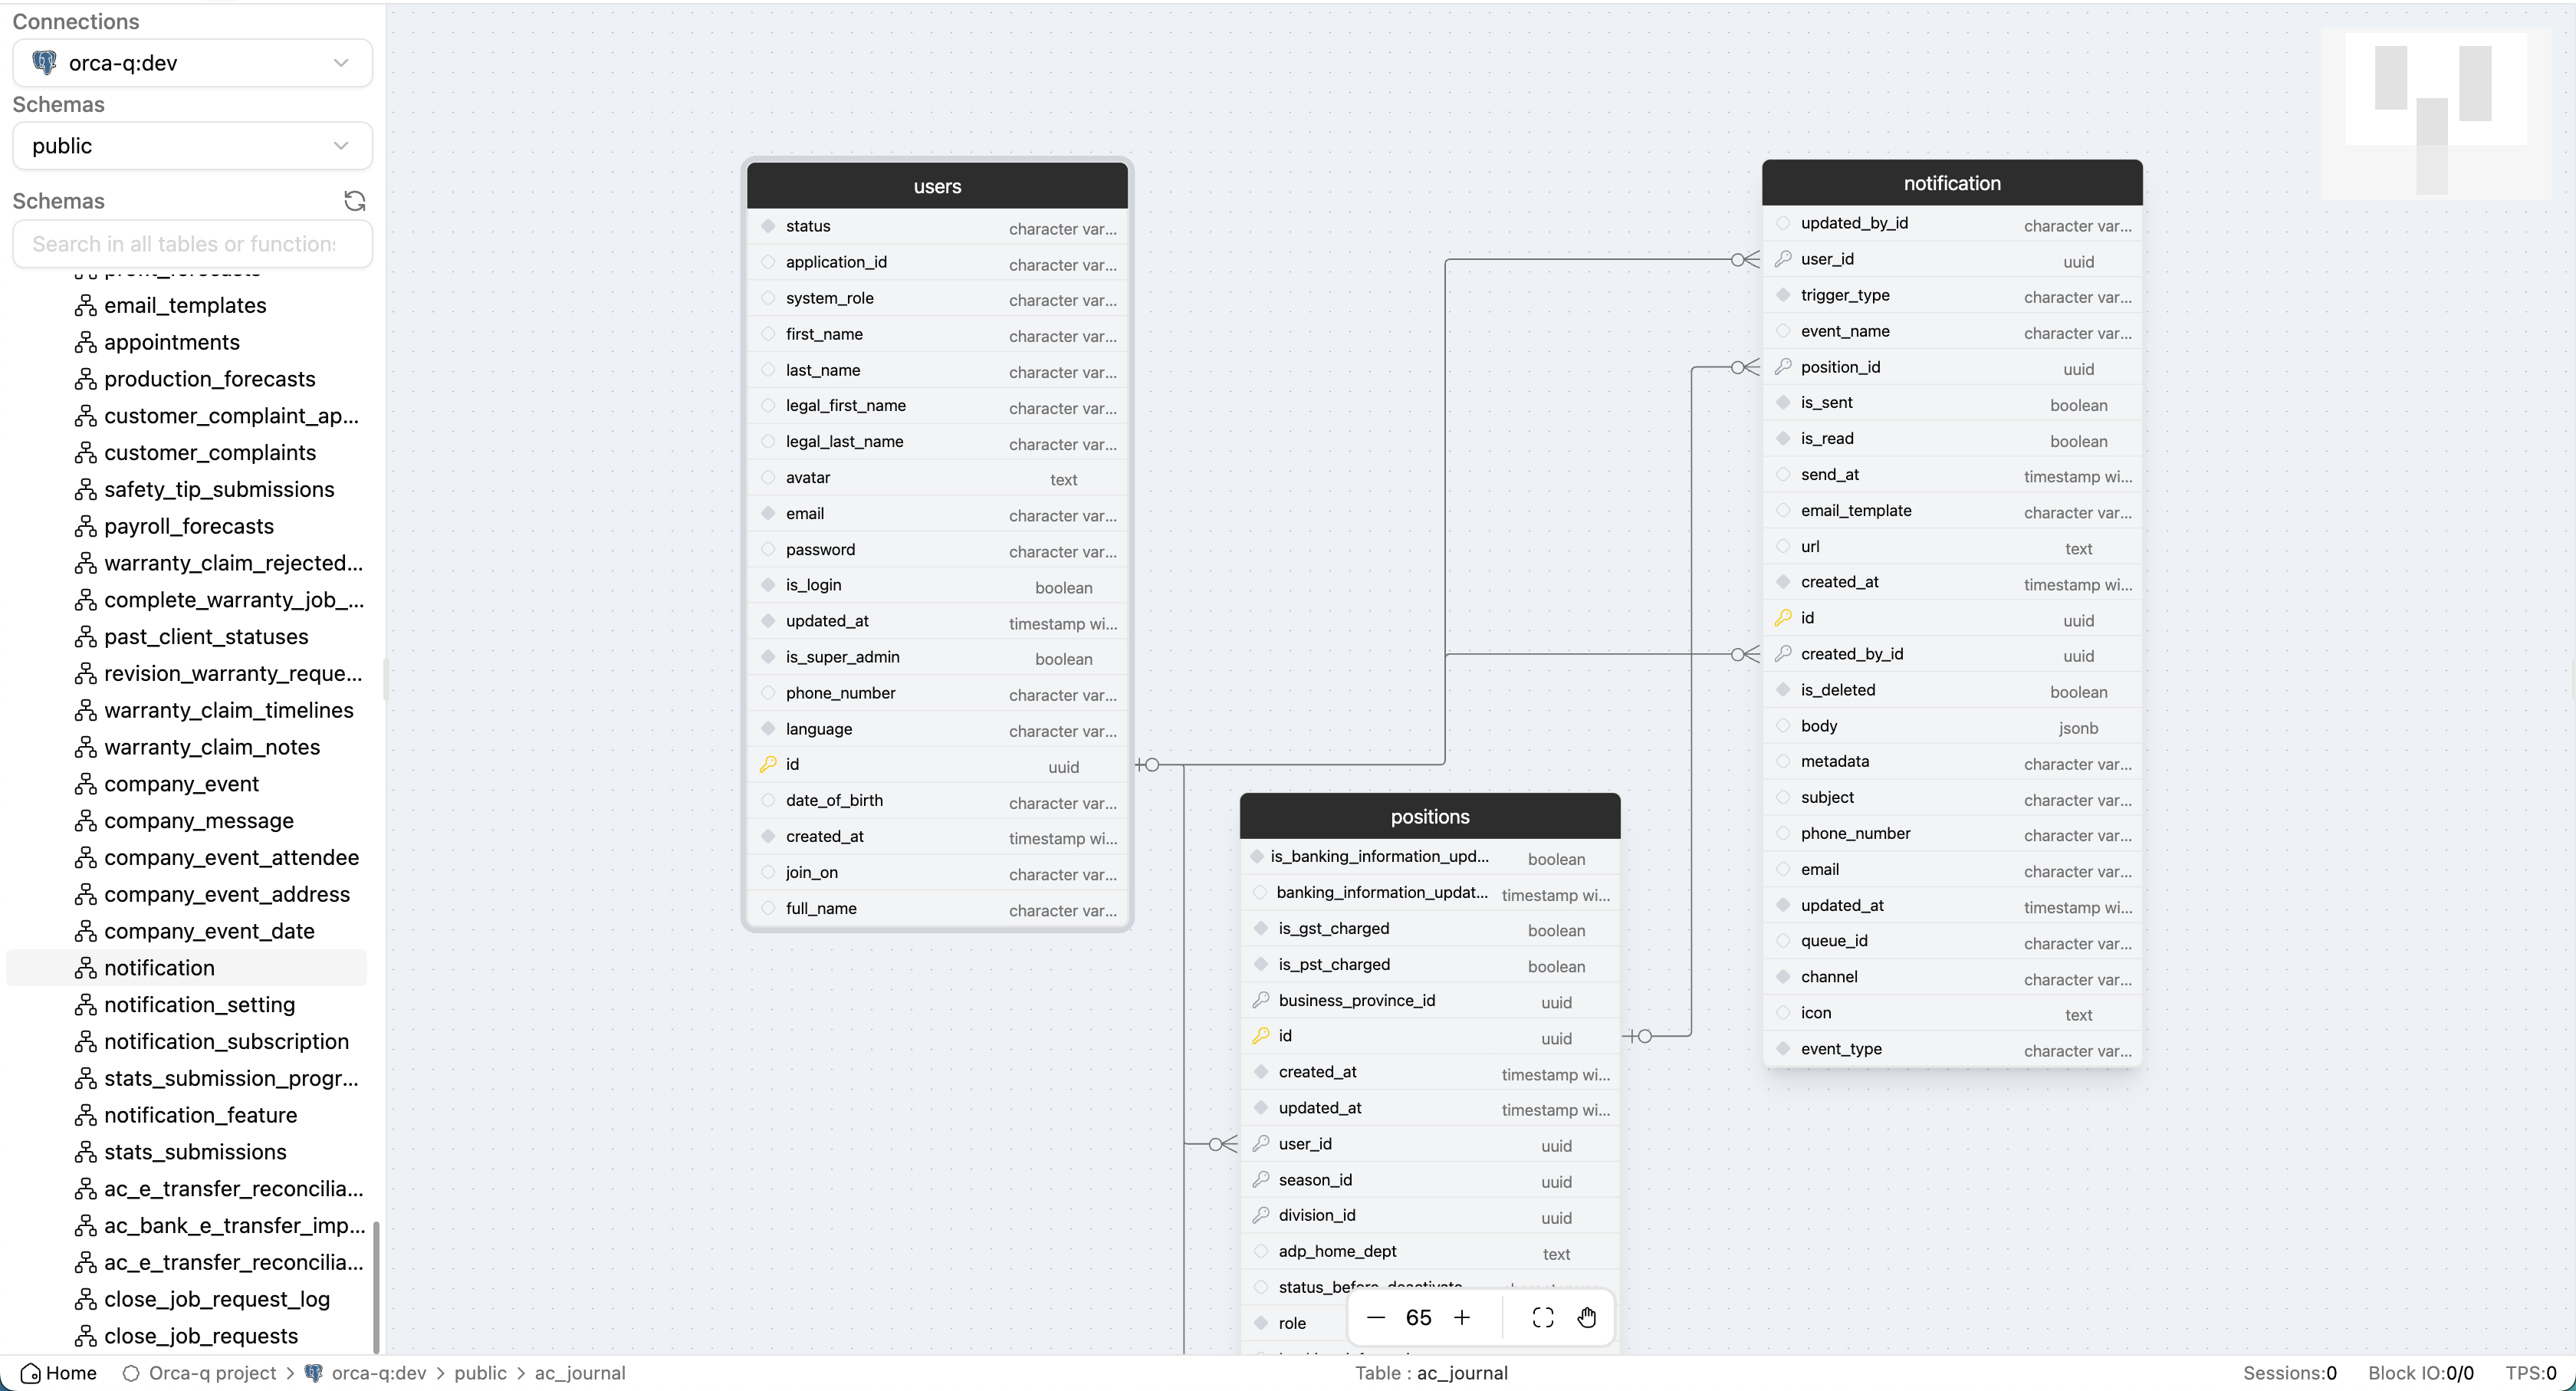 Connections
orca-q:dev
Schemas
public
Schemas
Search in all tables or function
email_templates
appointments
production_forecasts
customer_complaint_ap...
customer_complaints
safety_tip_submissions
payroll_forecasts
warranty_claim_rejected...
complete_warranty_job_...
past_client_statuses
revision_warranty_reque...
warranty_claim_timelines
warranty_claim_notes
company_event
company_message
company_event_attendee
company_event_address
company_event_date
notification
notification_setting
notification_subscription
stats_submission_progr...
notification_feature
stats_submissions
ac_e_transfer_reconcilia...
ac_bank_e_transfer_imp...
ac_e_transfer_reconcilia...
close_job_request_log
close_job_requests
users
status character var...
application_id character var...
system_role character var...
first_name character var...
last_name character var...
legal_first_name character var...
legal_last_name character var...
avatar text
email character var...
password character var...
is_login boolean
updated_at timestamp wi...
is_super_admin boolean
phone_number character var...
language character var...
id uuid
date_of_birth character var...
created_at timestamp wi...
join_on character var...
full_name character var...
positions
is_banking_information_upd... boolean
banking_information_updat... timestamp wi...
is_gst_charged boolean
is_pst_charged boolean
business_province_id uuid
id uuid
created_at timestamp wi...
updated_at timestamp wi...
user_id uuid
season_id uuid
division_id uuid
adp_home_dept text
role
65
notification
updated_by_id character var...
user_id uuid
trigger_type character var...
event_name character var...
position_id uuid
is_sent boolean
is_read boolean
send_at timestamp wi...
email_template character var...
url text
created_at timestamp wi...
id uuid
created_by_id uuid
is_deleted boolean
body jsonb
metadata character var...
subject character var...
phone_number character var...
email character var...
updated_at timestamp wi...
queue_id character var...
channel character var...
icon text
event_type character var...
Home Orca-q project > orca-q:dev > public > ac_journal
Table : ac_journal
Sessions:0 Block IO:0/0 TPS:0